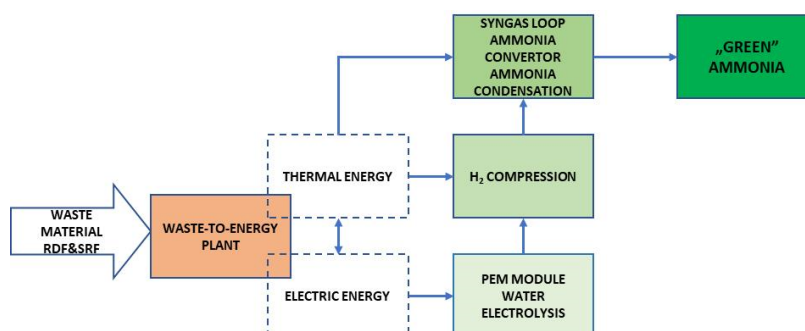 SYNGAS LOOP
AMMONIA
CONVERTOR
AMMONIA
CONDENSATION
„GREEN”
AMMONIA
THERMAL ENERGY
H₂ COMPRESSION
WASTE
MATERIAL
RDF&SRF
WASTE-TO-ENERGY
PLANT
ELECTRIC ENERGY
PEM MODULE
WATER
ELECTROLYSIS